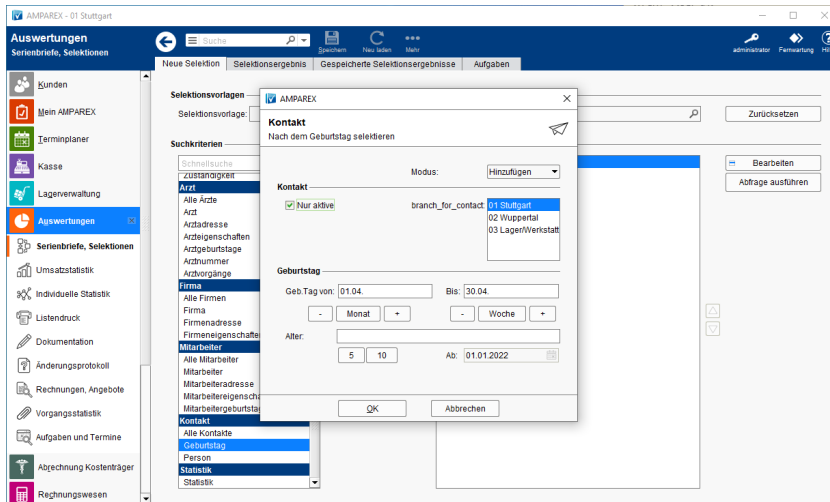 AMPAREX - 01 Stuttgart
Auswertungen
Serienbriefe, Selektionen
Suche
Speichern
Neu laden
Mehr
administrator
Fernwartung
Neue Selektion
Selektionsergebnis
Gespeicherte Selektionsergebnisse
Aufgaben
Kunden
Mein AMPAREX
Terminplaner
Kasse
Lagerverwaltung
Auswertungen
Serienbriefe, Selektionen
Umsatzstatistik
Individuelle Statistik
Listendruck
Dokumentation
Änderungsprotokoll
Rechnungen, Angebote
Vorgangsstatistik
Aufgaben und Termine
Abrechnung Kostenträger
Rechnungswesen
Selektionsvorlagen
Selektionsvorlage:
Zurücksetzen
Suchkriterien
Schnellsuche
Zuständigkeit
Arzt
Alle Ärzte
Arzt
Arztadresse
Arzteigenschaften
Arztgeburtstage
Arztnummer
Arztvorgänge
Firma
Alle Firmen
Firma
Firmenadresse
Firmeneigenschafte
Mitarbeiter
Alle Mitarbeiter
Mitarbeiter
Mitarbeiteradresse
Mitarbeitereigenscha
Mitarbeitergeburtsta
Kontakt
Alle Kontakte
Geburtstag
Person
Statistik
Statistik
Bearbeiten
Abfrage ausführen
AMPAREX
Kontakt
Nach dem Geburtstag selektieren
Modus: Hinzufügen
Kontakt
Nur aktive
branch_for_contact: 01 Stuttgart
02 Wuppertal
03 Lager/Werkstatt
Geburtstag
Geb.Tag von: 01.04. Bis: 30.04.
- Monat + - Woche +
Alter:
5 10 Ab: 01.01.2022
OK Abbrechen